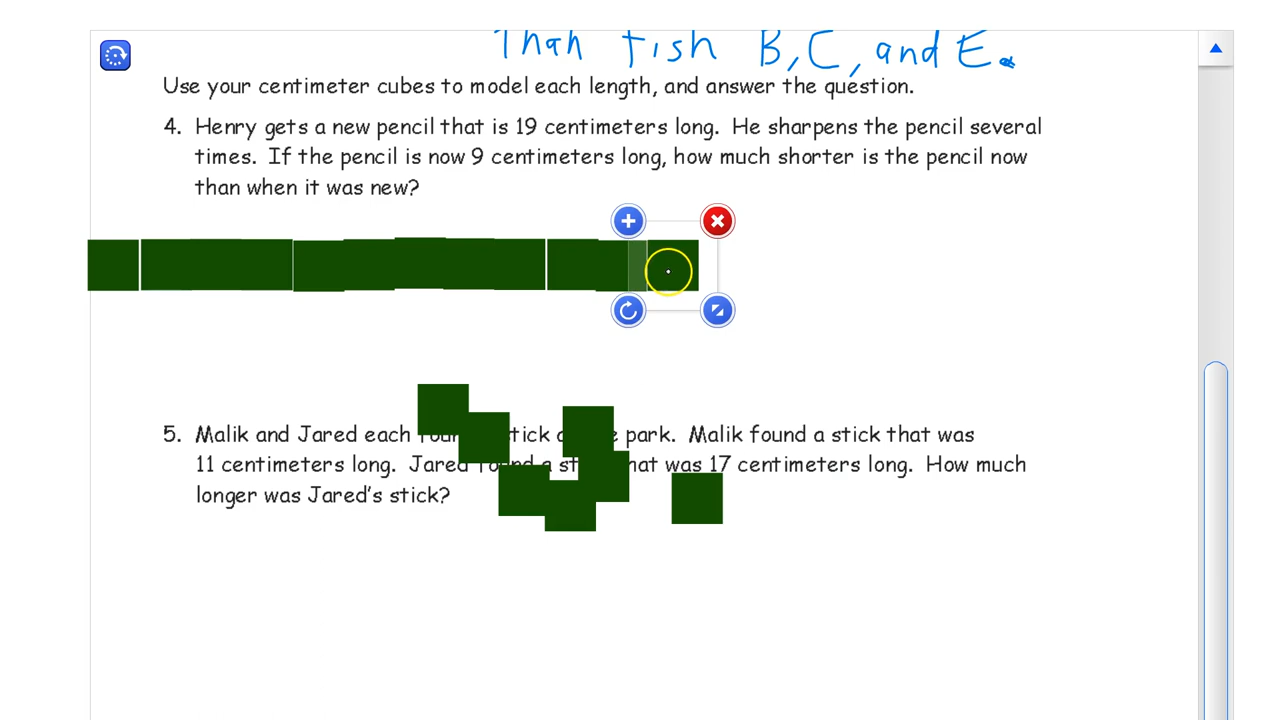 Than fish B, C, and E.
Use your centimeter cubes to model each length, and answer the question.
4. Henry gets a new pencil that is 19 centimeters long. He sharpens the pencil several
times. If the pencil is now 9 centimeters long, how much shorter is the pencil now
than when it was new?
5. Malik and Jared each park. Malik found a stick that was
11 centimeters long. Jared found a that was 17 centimeters long. How much
longer was Jared's stick?